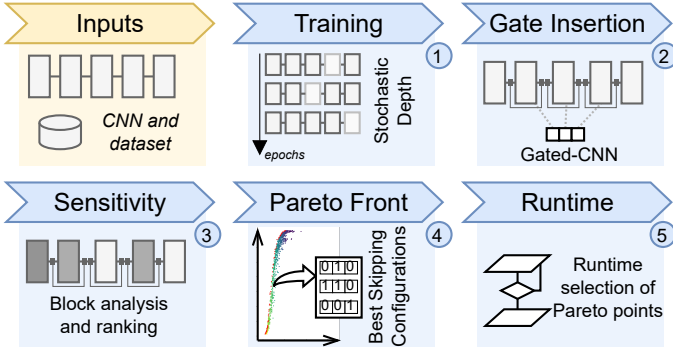 Inputs
CNN and
dataset
Training
1
epochs
Stochastic
Depth
Gate Insertion
2
Gated-CNN
Sensitivity
3
Block analysis
and ranking
Pareto Front
4
0 1 0
1 1 0
0 0 1
Best Skipping
Configurations
Runtime
5
Runtime
selection of
Pareto points